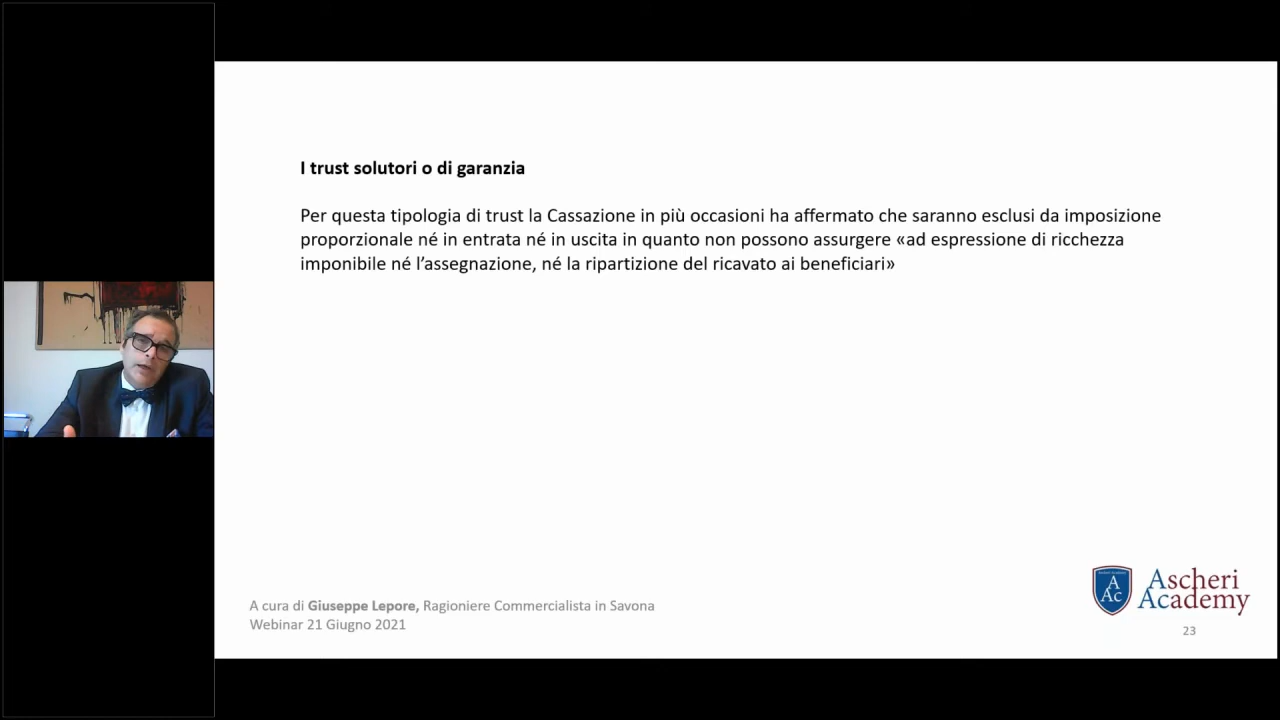 I trust solutori o di garanzia
Per questa tipologia di trust la Cassazione in più occasioni ha affermato che saranno esclusi da imposizione
proporzionale né in entrata né in uscita in quanto non possono assurgere «ad espressione di ricchezza
imponibile né l’assegnazione, né la ripartizione del ricavato ai beneficiari»
A cura di Giuseppe Lepore, Ragioniere Commercialista in Savona
Webinar 21 Giugno 2021
A
Ac
Ascheri
Academy
23